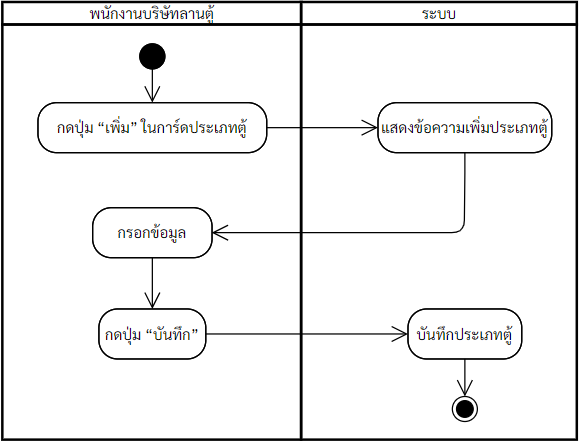 พนักงานบริษัทลานตู้
ระบบ
กดปุ่ม “เพิ่ม” ในการ์ดประเภทตู้
แสดงข้อความเพิ่มประเภทตู้
กรอกข้อมูล
กดปุ่ม “บันทึก”
บันทึกประเภทตู้